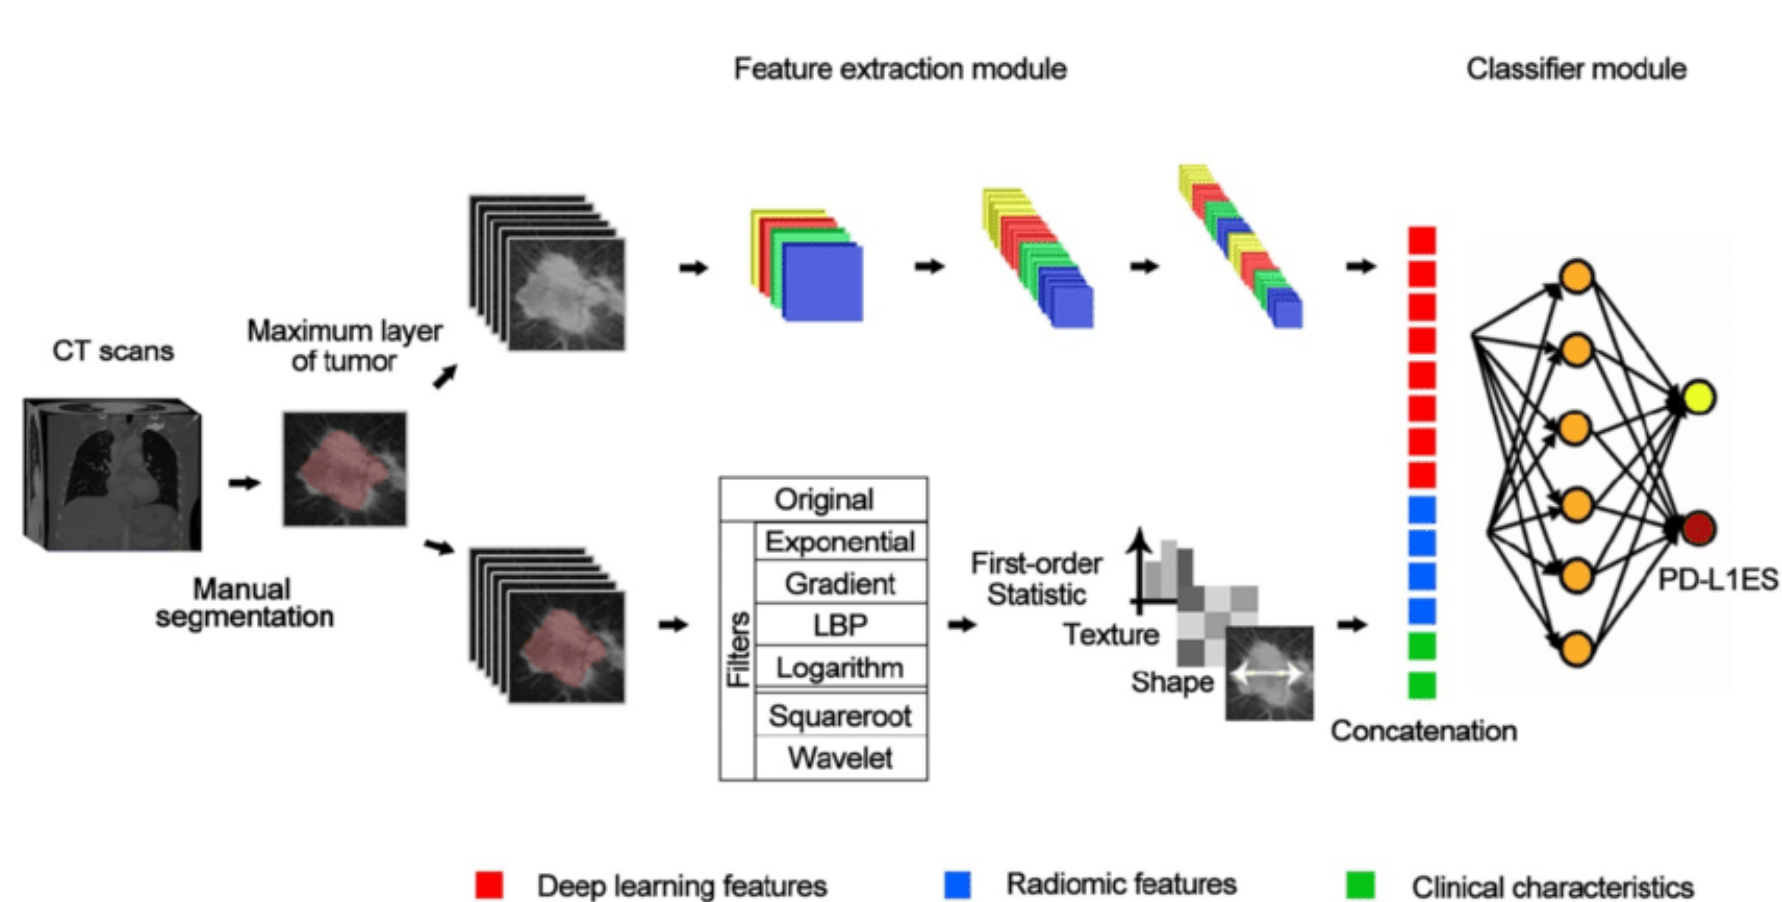 Feature extraction module
Classifier module
CT scans
Maximum layer
of tumor
Manual
segmentation
Original
Filters
Exponential
Gradient
LBP
Logarithm
Squareroot
Wavelet
First-order
Statistic
Texture
Shape
PD-L1ES
Concatenation
Deep learning features
Radiomic features
Clinical characteristics